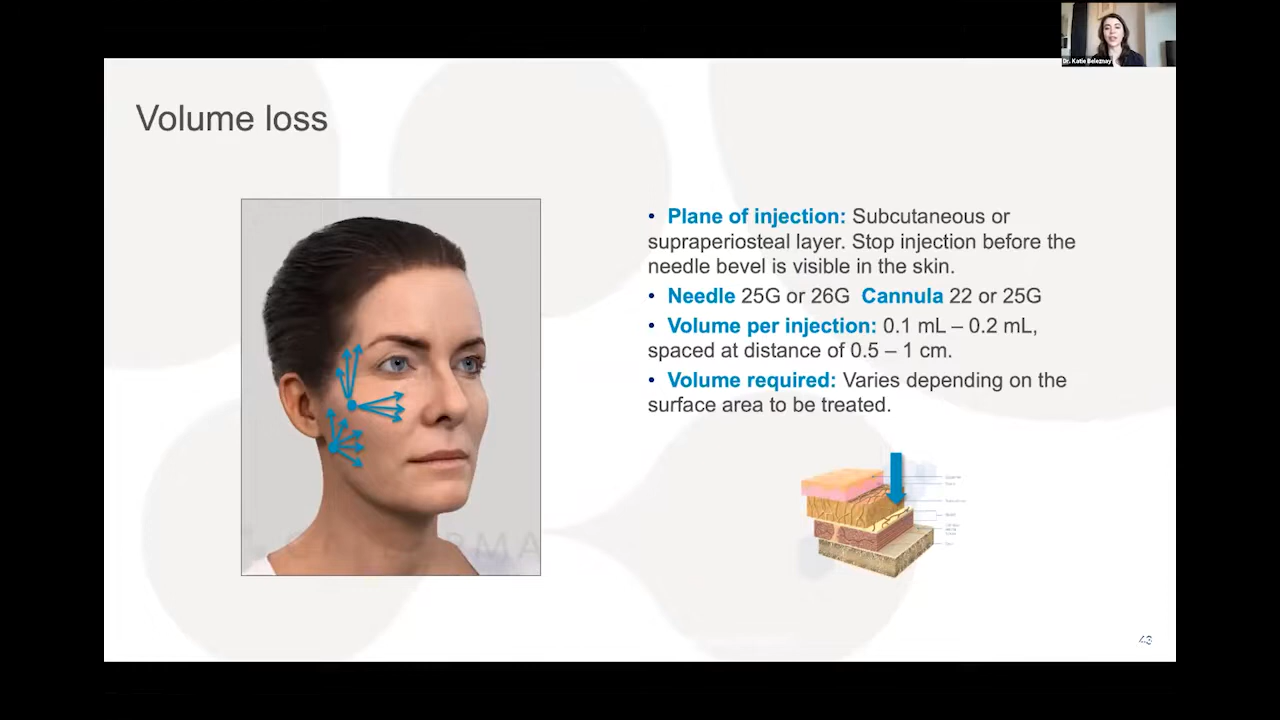 Dr. Katie Beleznay
Volume loss
• Plane of injection: Subcutaneous or
supraperiosteal layer. Stop injection before the
needle bevel is visible in the skin.
• Needle 25G or 26G Cannula 22 or 25G
• Volume per injection: 0.1 mL – 0.2 mL,
spaced at distance of 0.5 – 1 cm.
• Volume required: Varies depending on the
surface area to be treated.
43